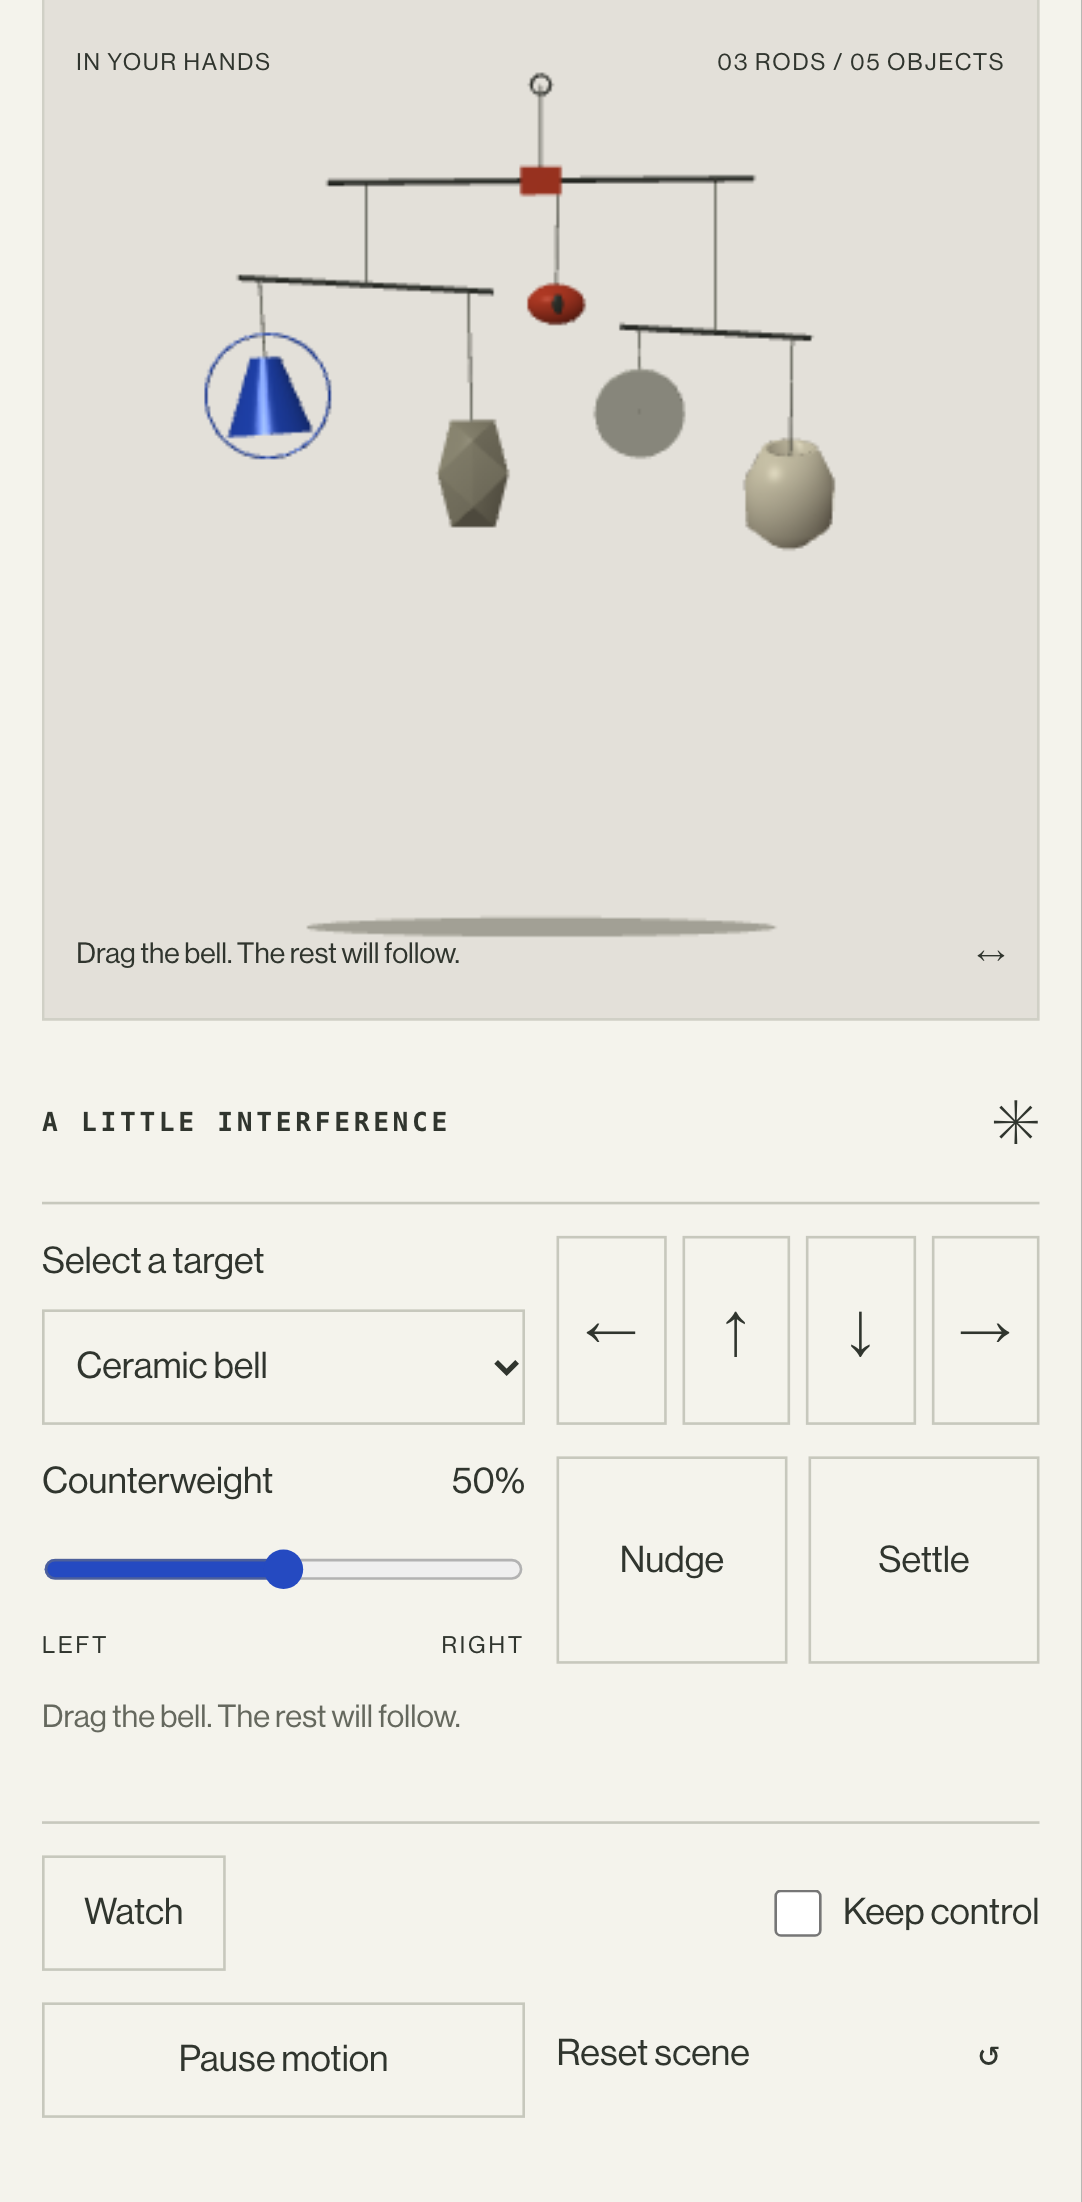 IN YOUR HANDS
03 RODS / 05 OBJECTS
Drag the bell. The rest will follow.
↔
A LITTLE INTERFERENCE
Select a target
Ceramic bell
← ↑ ↓ →
Counterweight 50%
LEFT RIGHT
Nudge
Settle
Drag the bell. The rest will follow.
Watch
Keep control
Pause motion
Reset scene ↺